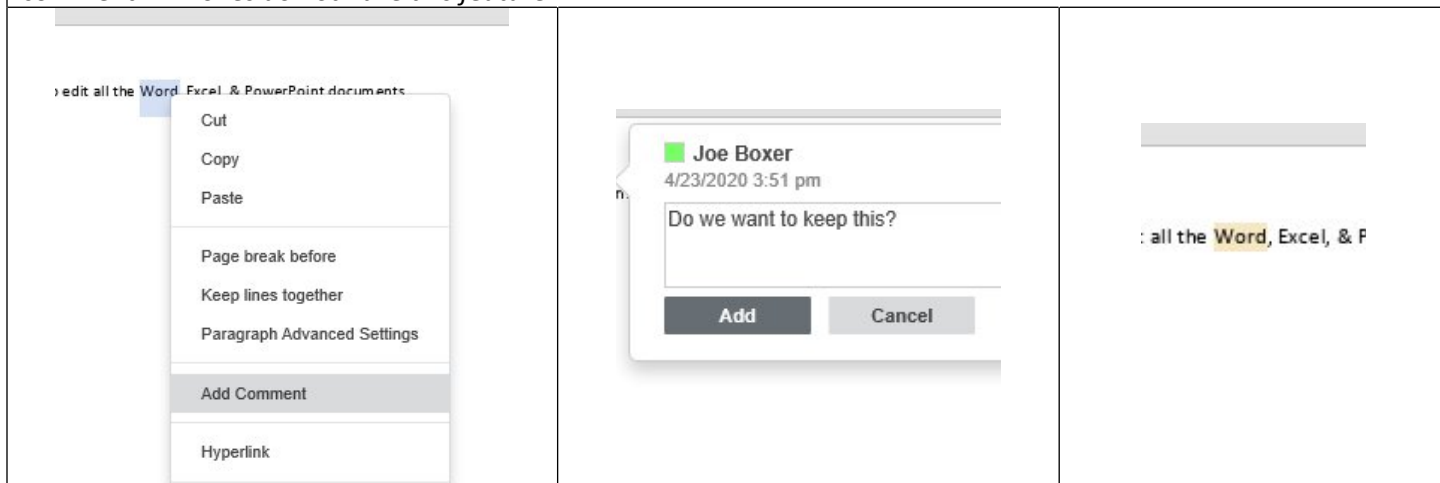 edit all the Word, Excel, & PowerPoint documents
Cut
Copy
Paste
Page break before
Keep lines together
Paragraph Advanced Settings
Add Comment
Hyperlink
Joe Boxer
4/23/2020 3:51 pm
n.
Do we want to keep this?
Add
Cancel
all the Word, Excel, & P